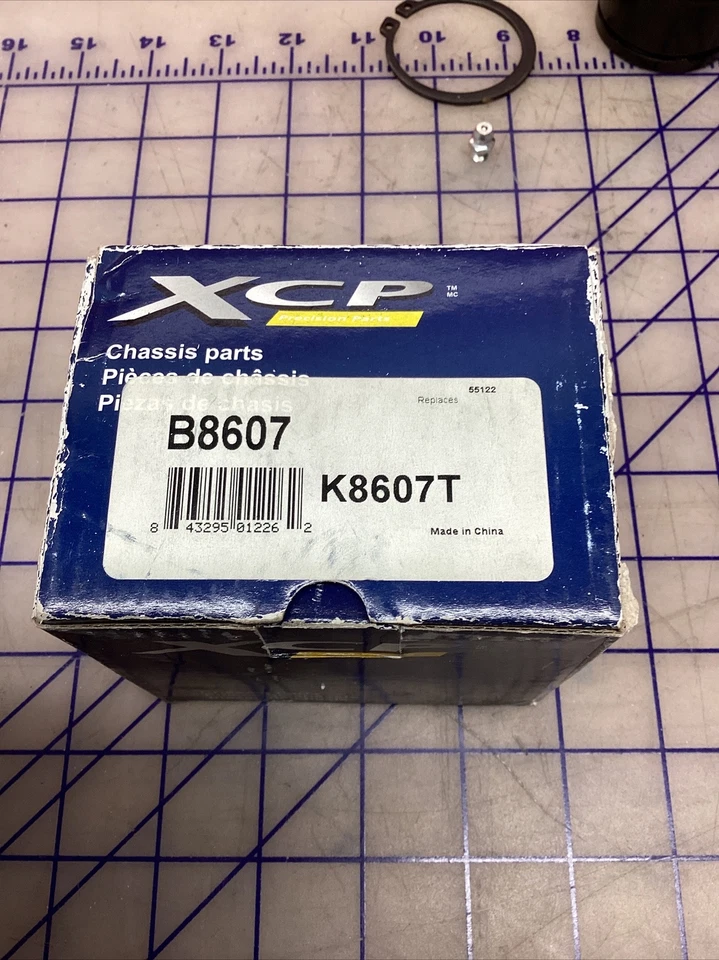 16 15 14 13 12 11 10 9 8
XCP
TM
MC
Precision Parts
Chassis parts
Pièces de châssis
Piezas de chasis
Replaces 55122
B8607
K8607T
8 43295 01226 2
Made in China
XCP